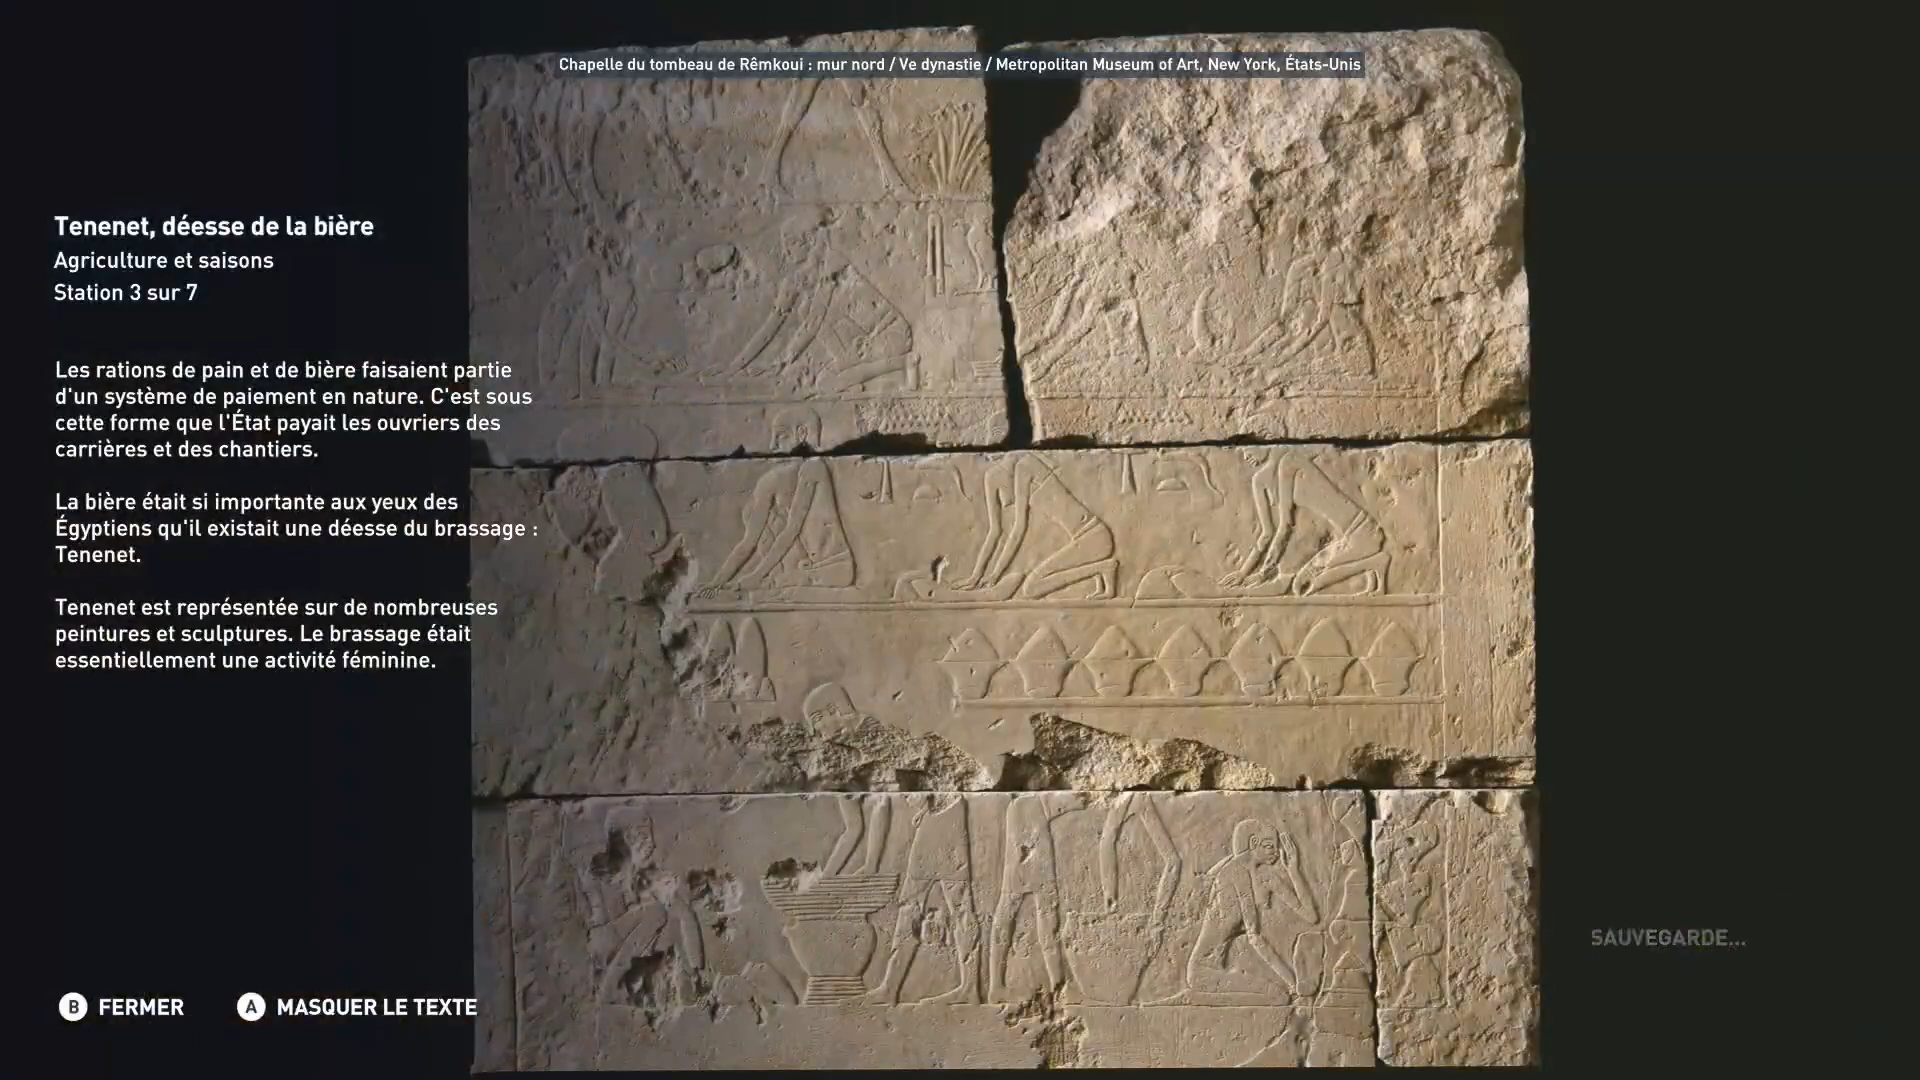 Chapelle du tombeau de Rêmkoui : mur nord / Ve dynastie / Metropolitan Museum of Art, New York, États-Unis
Tenenet, déesse de la bière
Agriculture et saisons
Station 3 sur 7
Les rations de pain et de bière faisaient partie
d'un système de paiement en nature. C'est sous
cette forme que l'État payait les ouvriers des
carrières et des chantiers.
La bière était si importante aux yeux des
Égyptiens qu'il existait une déesse du brassage :
Tenenet.
Tenenet est représentée sur de nombreuses
peintures et sculptures. Le brassage était
essentiellement une activité féminine.
SAUVEGARDE...
B FERMER
A MASQUER LE TEXTE